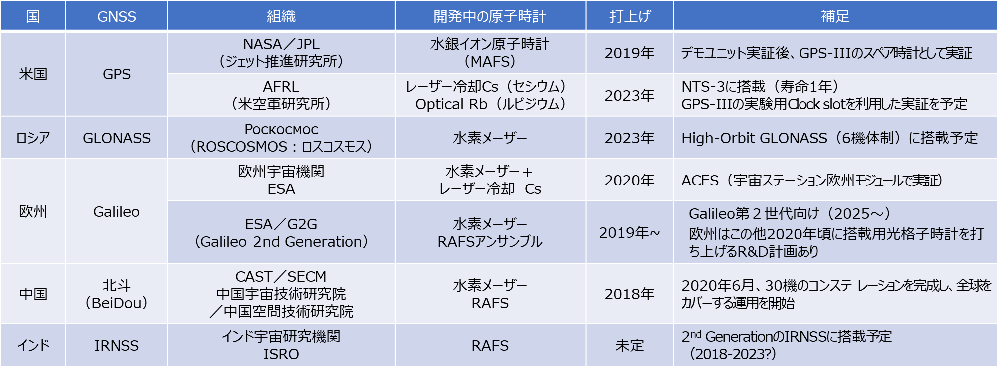 国 GNSS 組織 開発中の原子時計 打上げ 補足
米国
GPS
NASA／JPL
（ジェット推進研究所）
水銀イオン原子時計
（MAFS）
2019年
デモユニット実証後、GPS-IIIのスペア時計として実証
AFRL
（米空軍研究所）
レーザー冷却Cs（セシウム）
Optical Rb（ルビジウム）
2023年
NTS-3に搭載（寿命1年）
GPS-IIIの実験用Clock slotを利用した実証を予定
ロシア
GLONASS
Роскосмос
（ROSCOSMOS：ロスコスモス）
水素メーザー
2023年
High-Orbit GLONASS（6機体制）に搭載予定
欧州
Galileo
欧州宇宙機関
ESA
水素メーザー＋
レーザー冷却 Cs
2020年
ACES（宇宙ステーション欧州モジュールで実証）
ESA／G2G
（Galileo 2nd Generation）
水素メーザー
RAFSアンサンブル
2019年~
Galileo第２世代向け（2025～）
欧州はこの他2020年頃に搭載用光格子時計を打
ち上げるR&D計画あり
中国
北斗
（BeiDou）
CAST／SECM
中国宇宙技術研究院
／中国空間技術研究院
水素メーザー
RAFS
2018年
2020年6月、30機のコンステ レーションを完成し、全球を
カバーする運用を開始
インド
IRNSS
インド宇宙研究機関
ISRO
RAFS
未定
2nd GenerationのIRNSSに搭載予定
（2018-2023?）